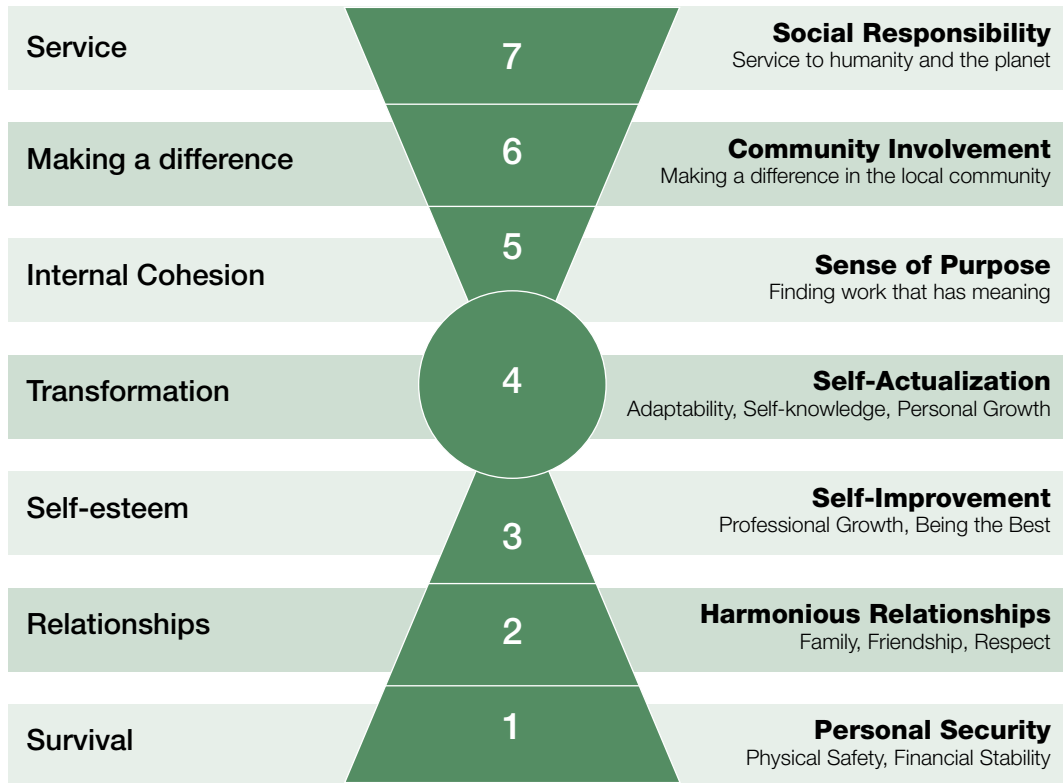 Service
7
Social Responsibility
Service to humanity and the planet
Making a difference
6
Community Involvement
Making a difference in the local community
Internal Cohesion
5
Sense of Purpose
Finding work that has meaning
Transformation
4
Self-Actualization
Adaptability, Self-knowledge, Personal Growth
Self-esteem
3
Self-Improvement
Professional Growth, Being the Best
Relationships
2
Harmonious Relationships
Family, Friendship, Respect
Survival
1
Personal Security
Physical Safety, Financial Stability